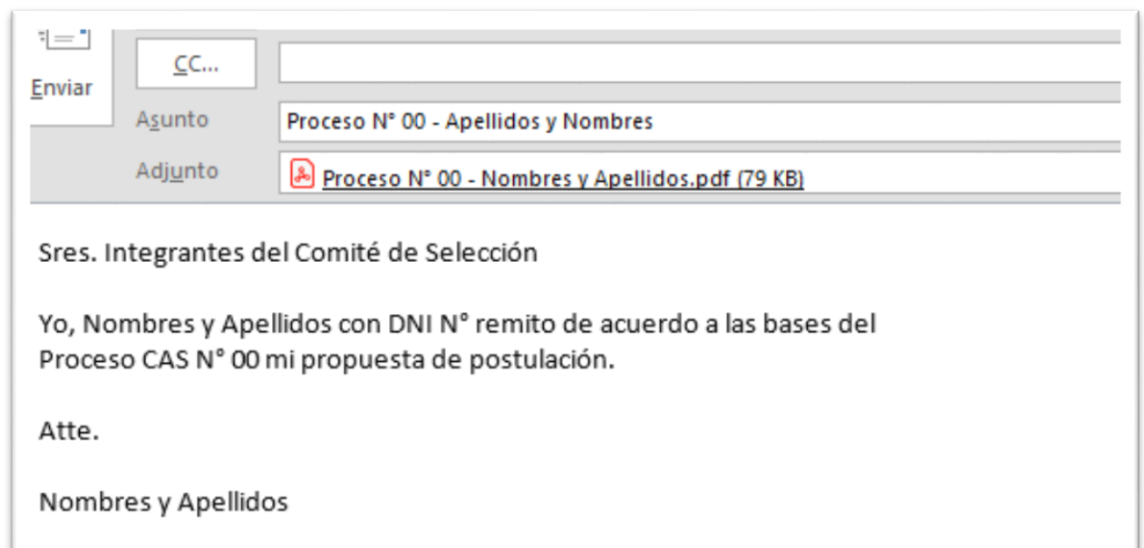 CC...
Enviar
Asunto
Proceso N° 00 - Apellidos y Nombres
Adjunto
Proceso N° 00 - Nombres y Apellidos.pdf (79 KB)
Sres. Integrantes del Comité de Selección
Yo, Nombres y Apellidos con DNI N° remito de acuerdo a las bases del
Proceso CAS N° 00 mi propuesta de postulación.
Atte.
Nombres y Apellidos